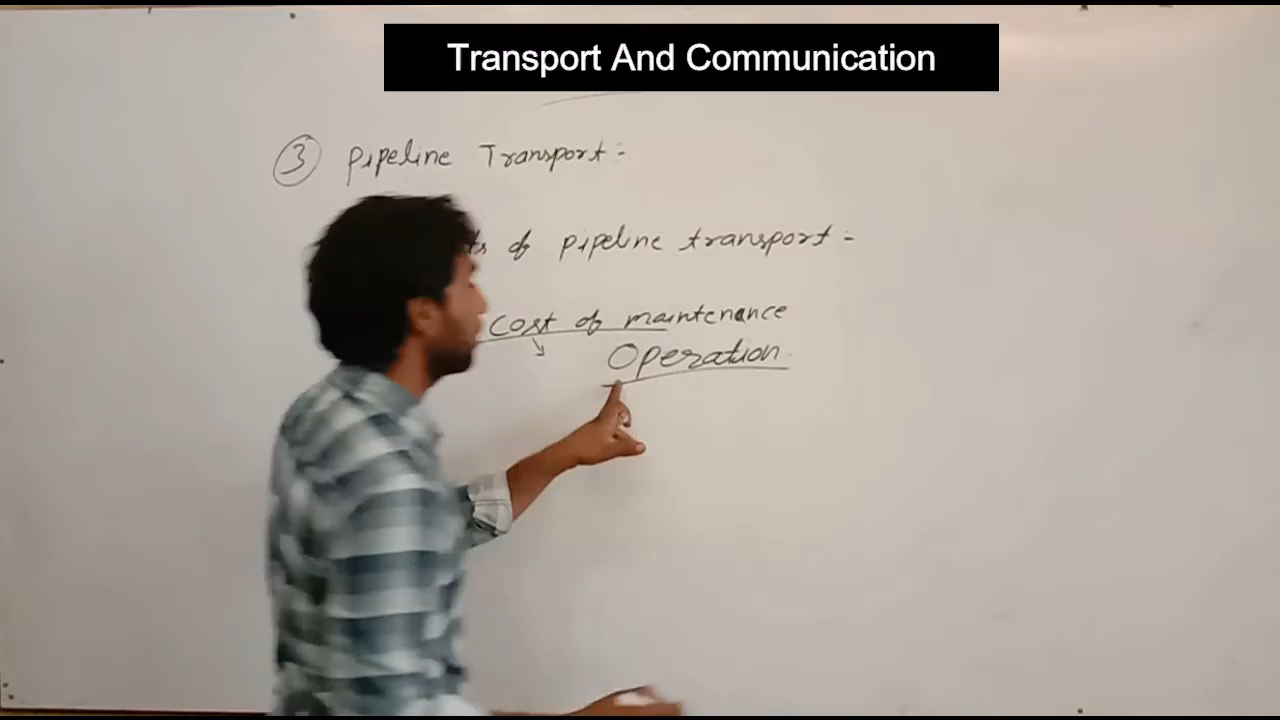 Transport And Communication
3 Pipeline Transport :-
of pipeline transport -
Cost of maintenance
Operation.